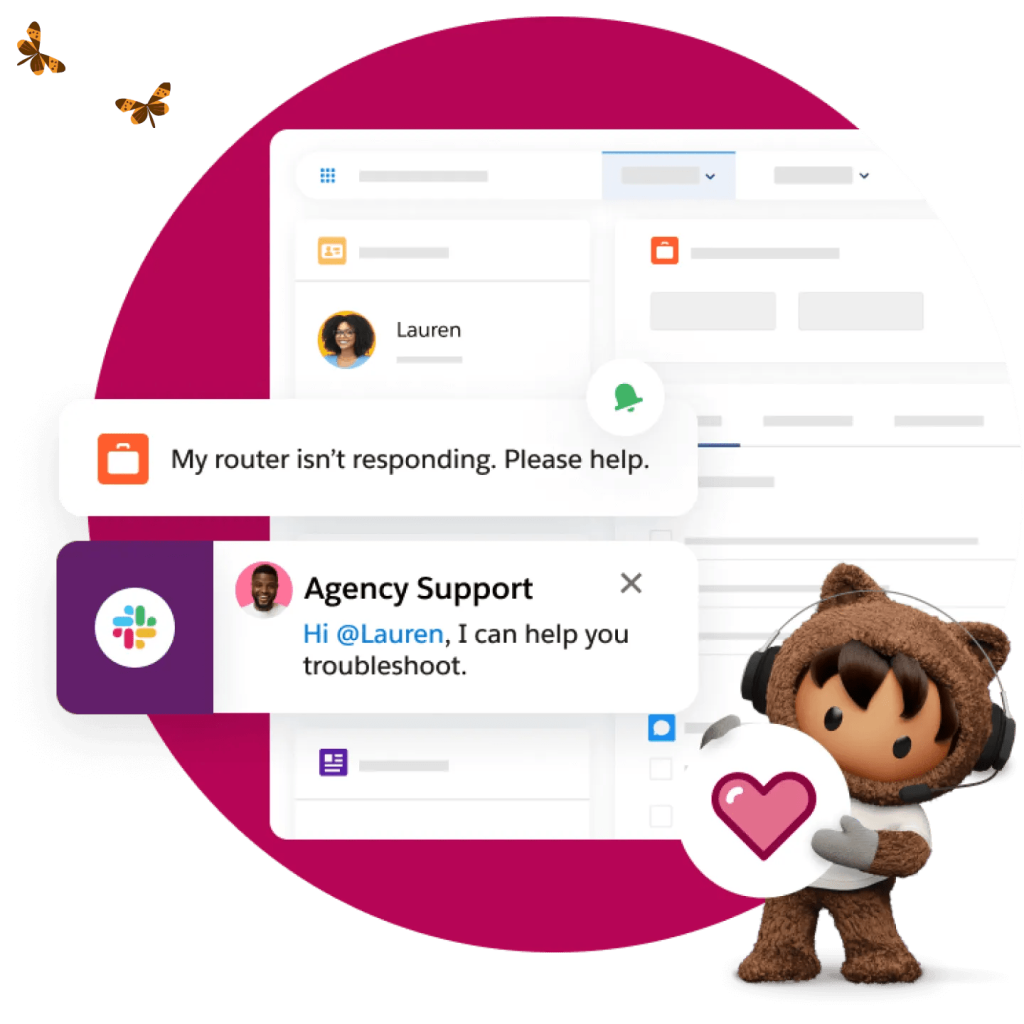 Lauren
My router isn’t responding. Please help.
Agency Support
Hi @Lauren, I can help you
troubleshoot.